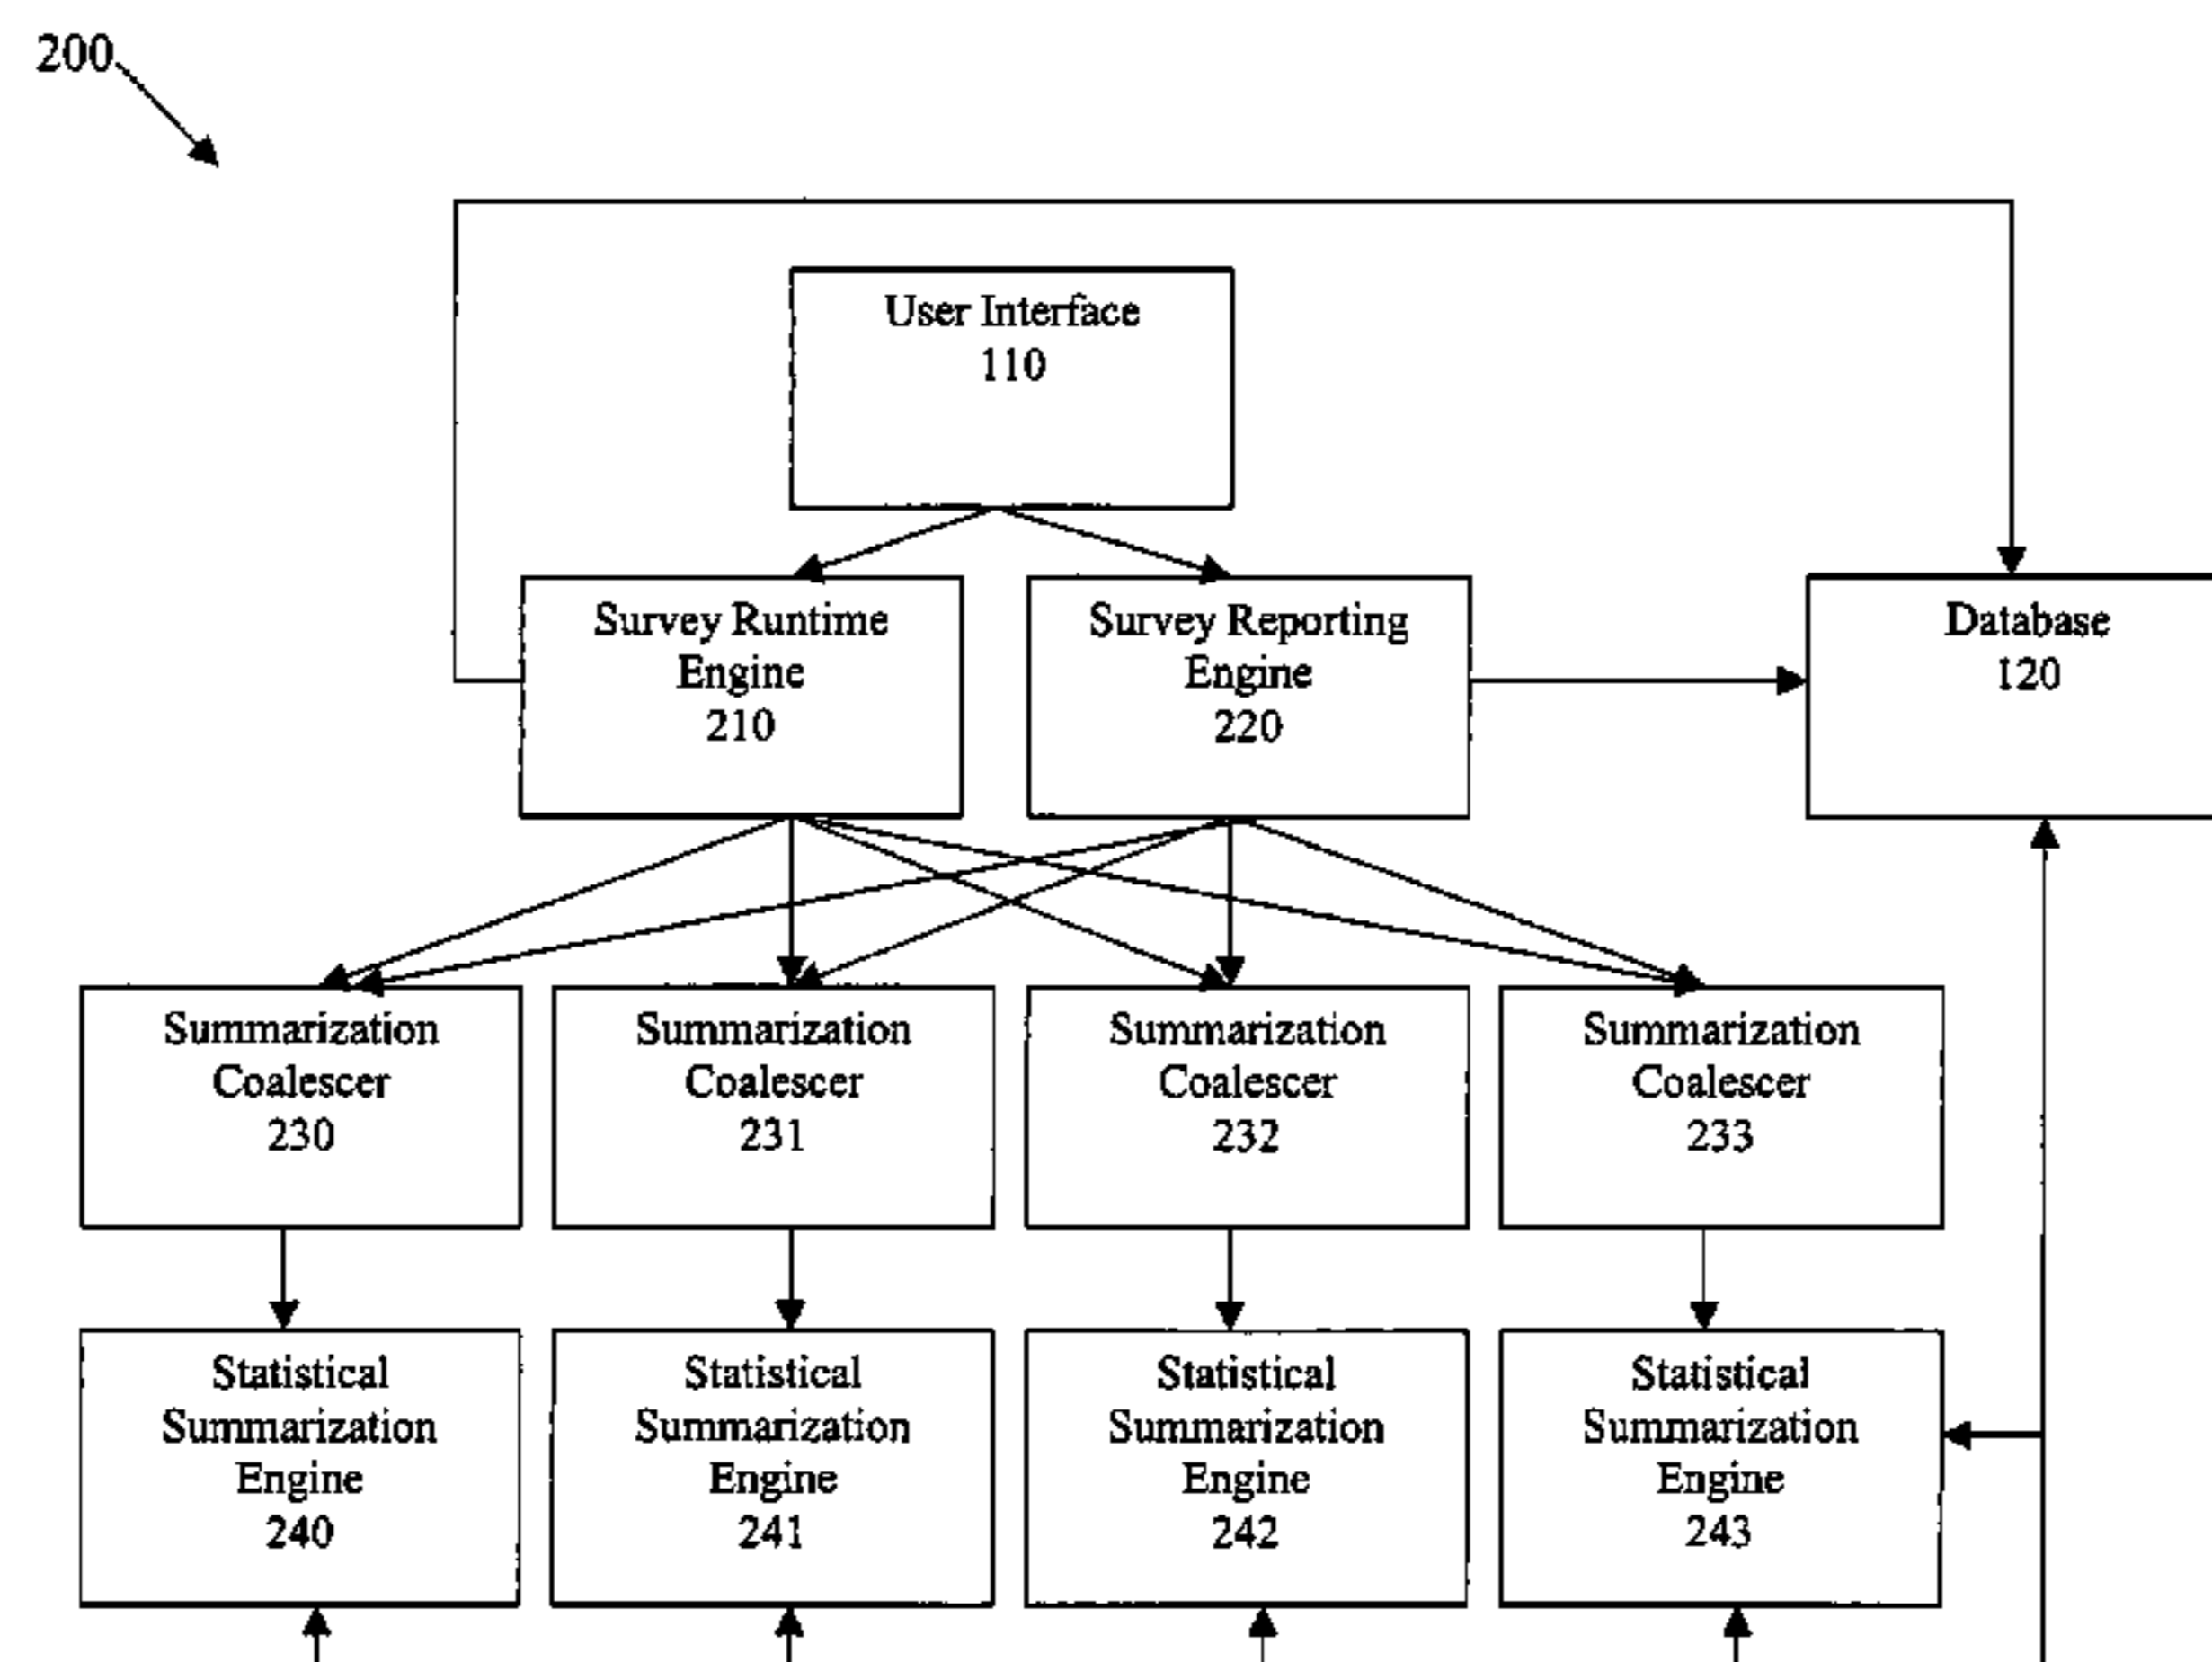 200
User Interface
110
Survey Runtime
Engine
210
Survey Reporting
Engine
220
Database
120
Summarization
Coalescer
230
Summarization
Coalescer
231
Summarization
Coalescer
232
Summarization
Coalescer
233
Statistical
Summarization
Engine
240
Statistical
Summarization
Engine
241
Statistical
Summarization
Engine
242
Statistical
Summarization
Engine
243